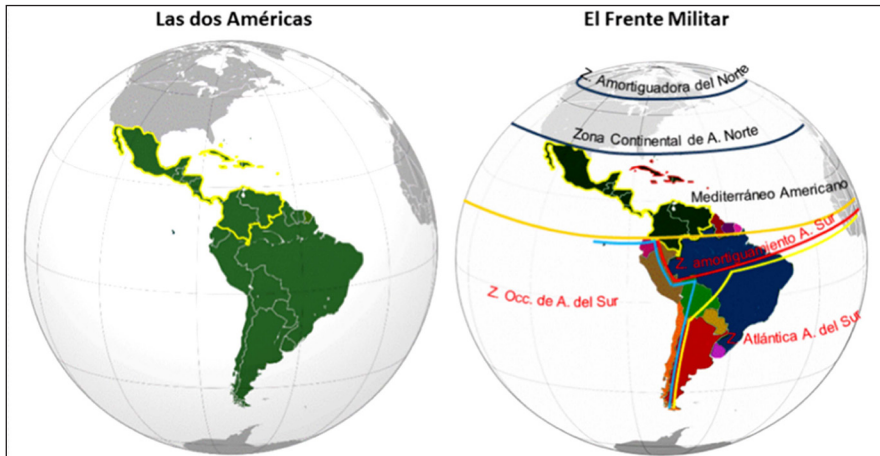 Las dos Américas
El Frente Militar
Z. Amortiguadora del Norte
Zona Continental de A. Norte
Mediterráneo Americano
Z. amortiguamiento A. Sur
Z. Occ. de A. del Sur
Z. Atlántica A. del Sur